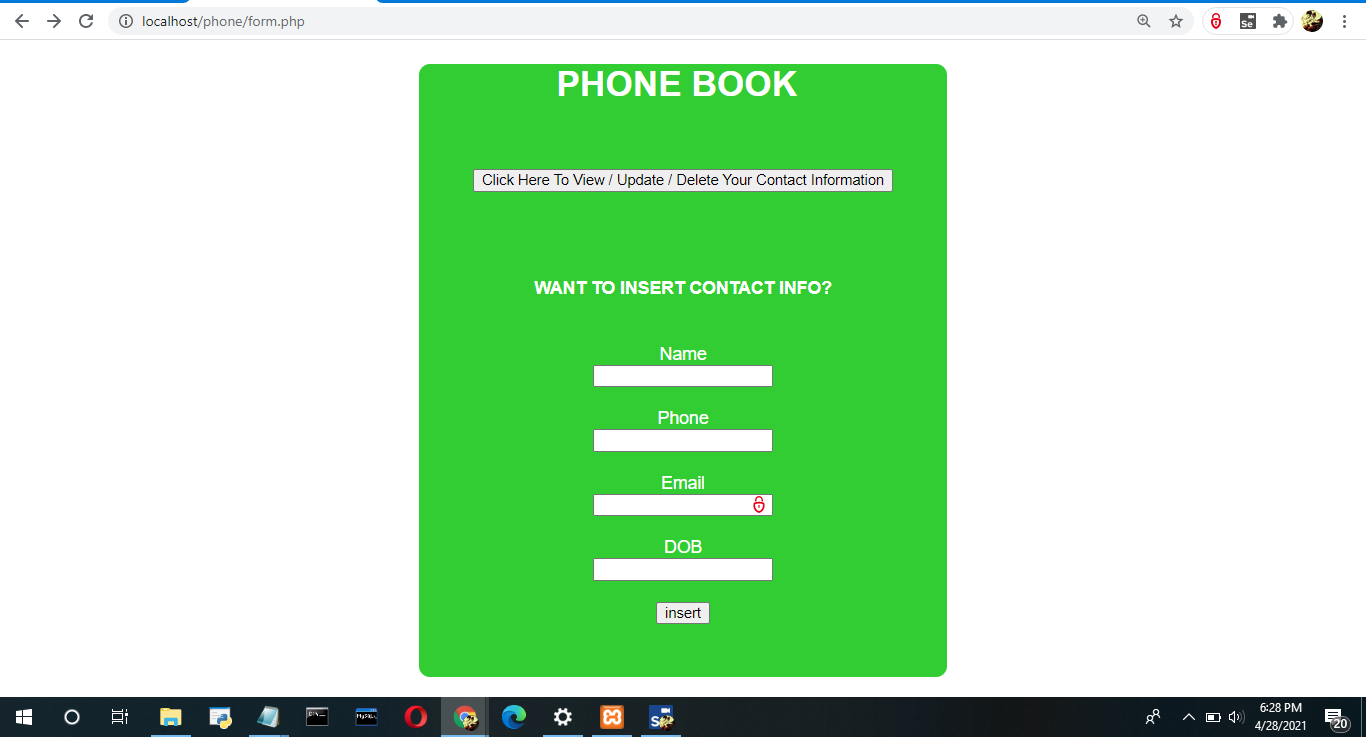 localhost/phone/form.php
Se
PHONE BOOK
Click Here To View / Update / Delete Your Contact Information
WANT TO INSERT CONTACT INFO?
Name
Phone
Email
DOB
insert
6:28 PM
4/28/2021
20